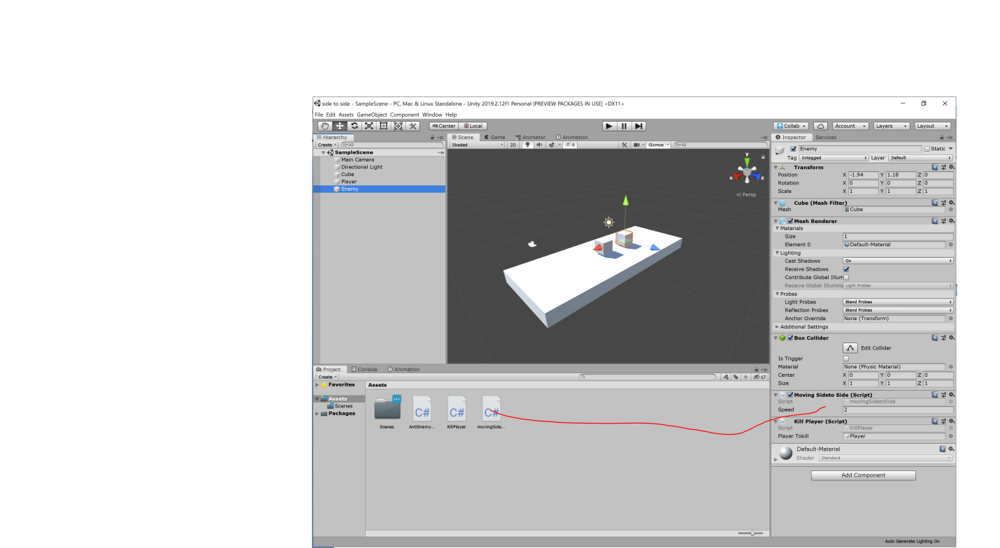 side to side - SampleScene - PC, Mac & Linux Standalone - Unity 2019.2.12f1 Personal [PREVIEW PACKAGES IN USE] <DX11>
File Edit Assets GameObject Component Window Help
Center Local
Collab Account Layers Layout
Hierarchy
Create All
SampleScene
Main Camera
Directional Light
Cube
Player
Enemy
Scene Game Animator Animation
Shaded 2D 0 Gizmos All
y
x z
Persp
Inspector Services
Enemy Static
Tag Untagged Layer Default
Transform
Position X -1.94 Y 1.18 Z 0
Rotation X 0 Y 0 Z 0
Scale X 1 Y 1 Z 1
Cube (Mesh Filter)
Mesh Cube
Mesh Renderer
Materials
Size 1
Element 0 Default-Material
Lighting
Cast Shadows On
Receive Shadows
Contribute Global Illum
Receive Global Illumina Light Probes
Probes
Light Probes Blend Probes
Reflection Probes Blend Probes
Anchor Override None (Transform)
Additional Settings
Box Collider
Edit Collider
Is Trigger
Material None (Physic Material)
Center X 0 Y 0 Z 0
Size X 1 Y 1 Z 1
Moving Sideto Side (Script)
Script movingSidetoSide
Speed 2
Kill Player (Script)
Script KillPlayer
Player Tokill Player
Default-Material
Shader Standard
Add Component
Project Console Animation
Create 17
Favorites
Assets
Scenes
Packages
Assets
C# C# C#
Scenes AntiEnemy... KillPlayer movingSide...
Auto Generate Lighting On